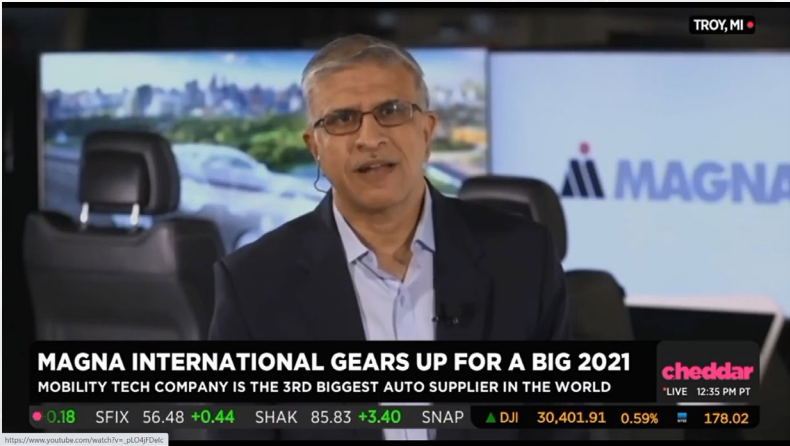 TROY, MI
MAGNA
MAGNA INTERNATIONAL GEARS UP FOR A BIG 2021
MOBILITY TECH COMPANY IS THE 3RD BIGGEST AUTO SUPPLIER IN THE WORLD
cheddar
LIVE 12:35 PM PT
0.18 SFIX 56.48 +0.44 SHAK 85.83 +3.40 SNAP ▲ DJI 30,401.91 0.59% 178.02
https://www.youtube.com/watch?v=_pLO4jFDelc